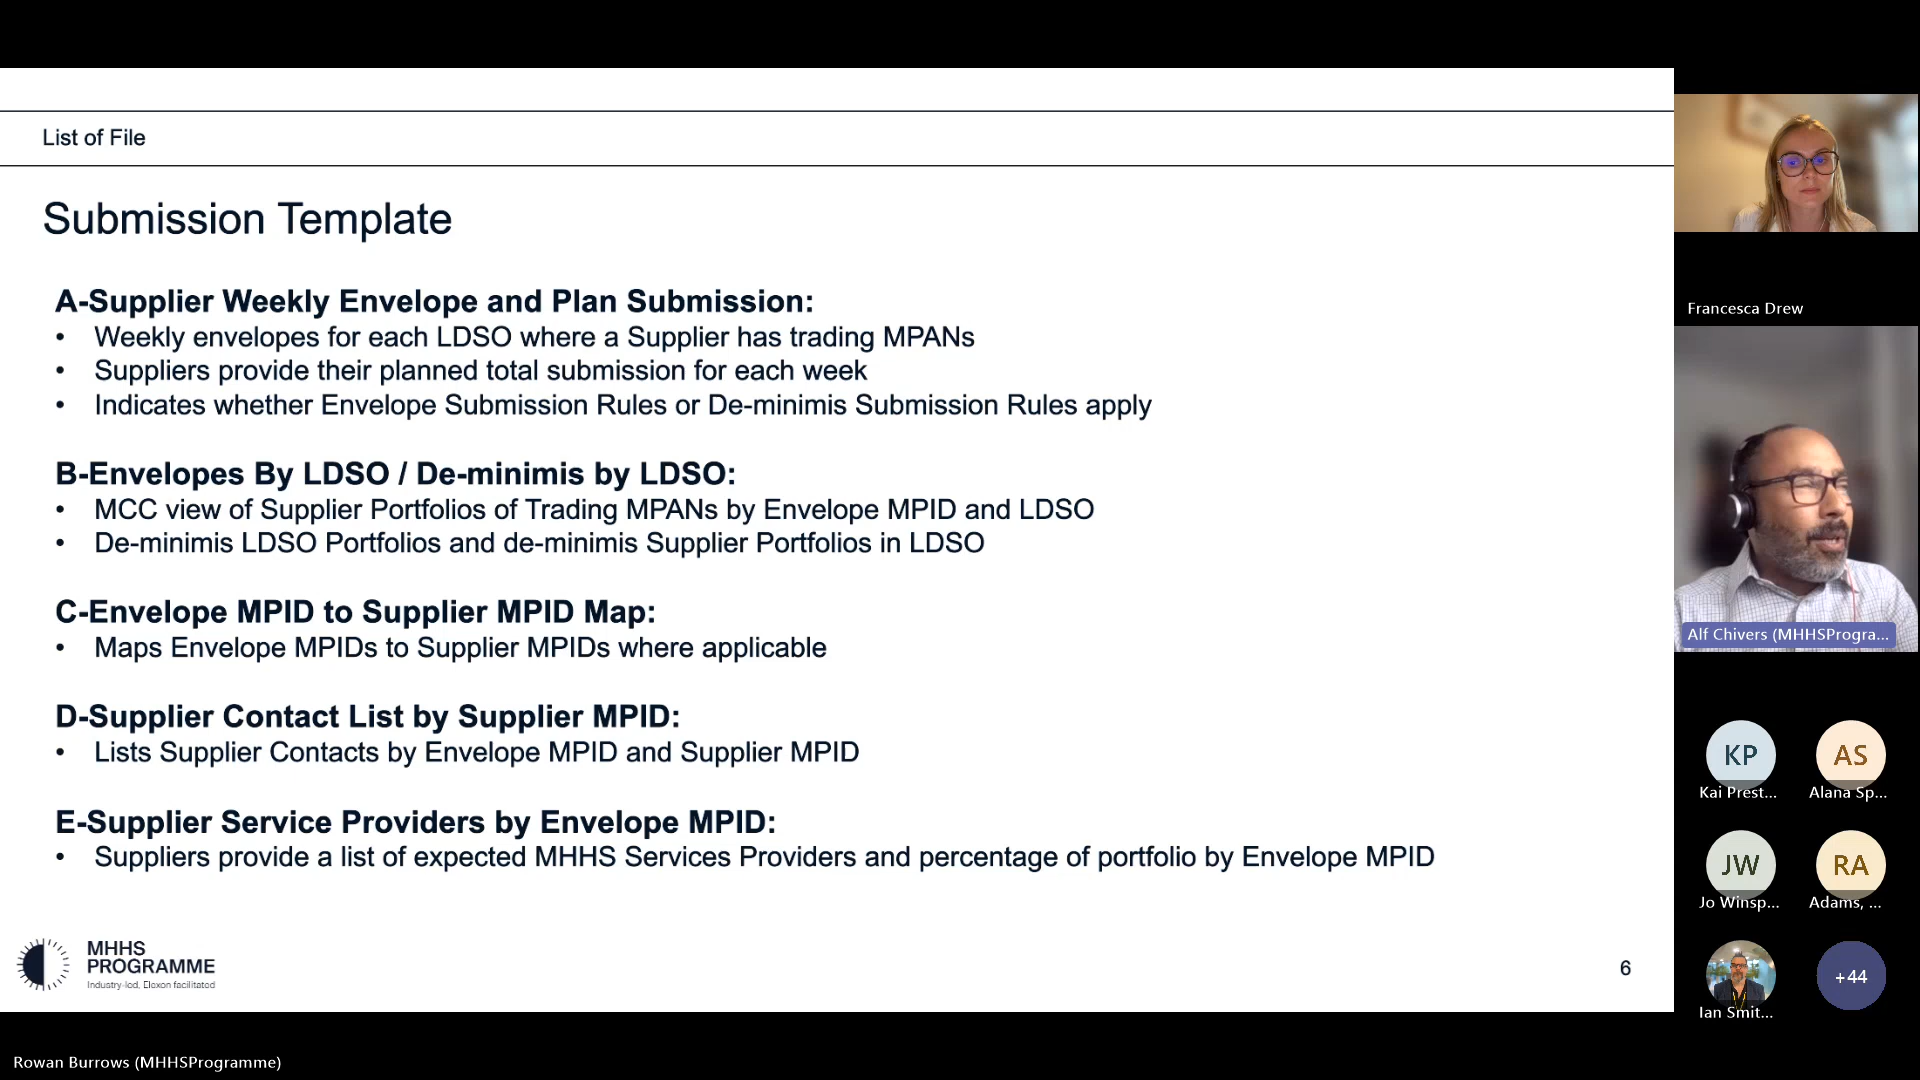 List of File
Submission Template
A-Supplier Weekly Envelope and Plan Submission:
• Weekly envelopes for each LDSO where a Supplier has trading MPANs
• Suppliers provide their planned total submission for each week
• Indicates whether Envelope Submission Rules or De-minimis Submission Rules apply
B-Envelopes By LDSO / De-minimis by LDSO:
• MCC view of Supplier Portfolios of Trading MPANs by Envelope MPID and LDSO
• De-minimis LDSO Portfolios and de-minimis Supplier Portfolios in LDSO
C-Envelope MPID to Supplier MPID Map:
• Maps Envelope MPIDs to Supplier MPIDs where applicable
D-Supplier Contact List by Supplier MPID:
• Lists Supplier Contacts by Envelope MPID and Supplier MPID
E-Supplier Service Providers by Envelope MPID:
• Suppliers provide a list of expected MHHS Services Providers and percentage of portfolio by Envelope MPID
MHHS
PROGRAMME
Industry-led, Elexon facilitated
6
Rowan Burrows (MHHSProgramme)
Francesca Drew
Alf Chivers (MHHSProgra...
KP
AS
Kai Prest...
Alana Sp...
JW
RA
Jo Winsp...
Adams, ...
+44
Ian Smit...